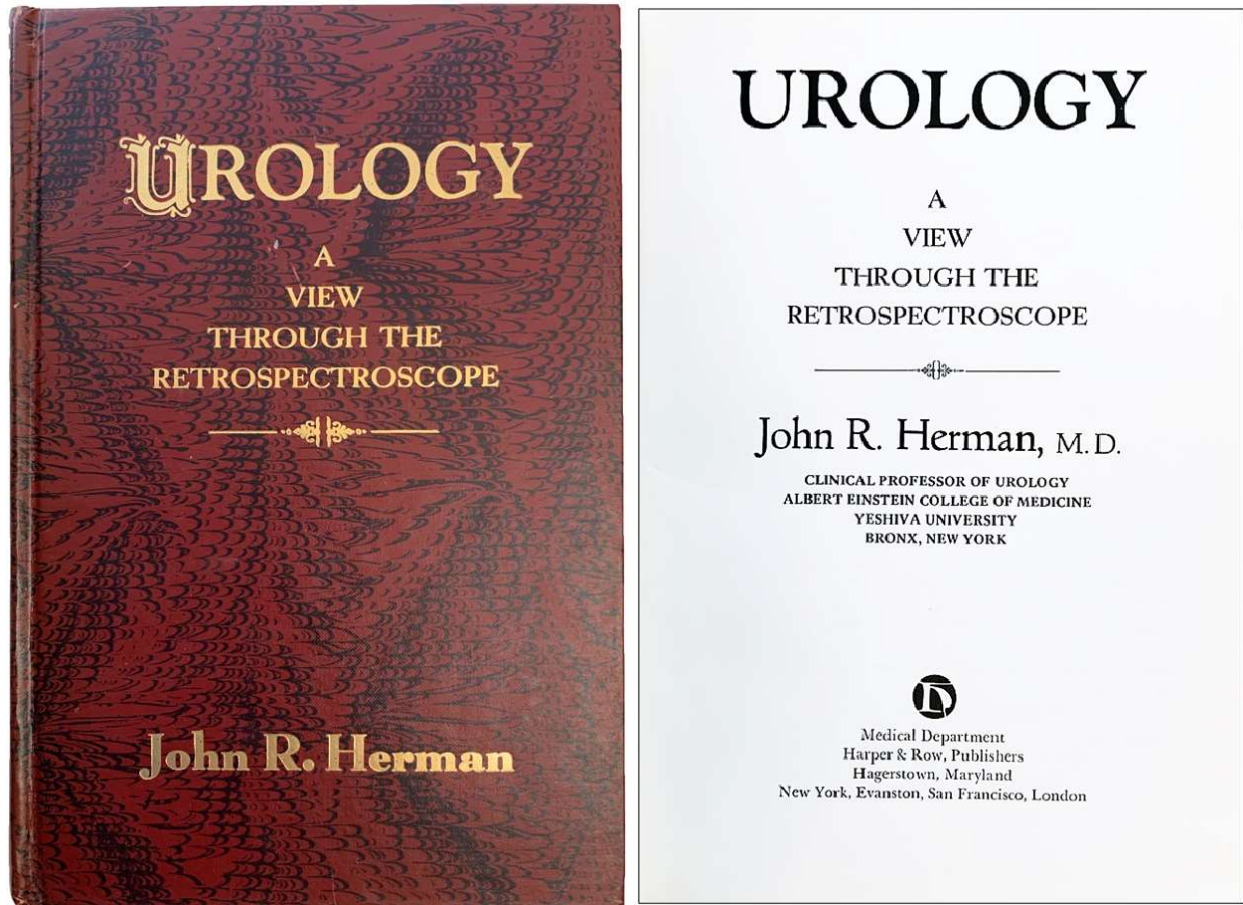 UROLOGY
A
VIEW
THROUGH THE
RETROSPECTROSCOPE
John R. Herman
UROLOGY
A
VIEW
THROUGH THE
RETROSPECTROSCOPE
John R. Herman, M.D.
CLINICAL PROFESSOR OF UROLOGY
ALBERT EINSTEIN COLLEGE OF MEDICINE
YESHIVA UNIVERSITY
BRONX, NEW YORK
Medical Department
Harper & Row, Publishers
Hagerstown, Maryland
New York, Evanston, San Francisco, London